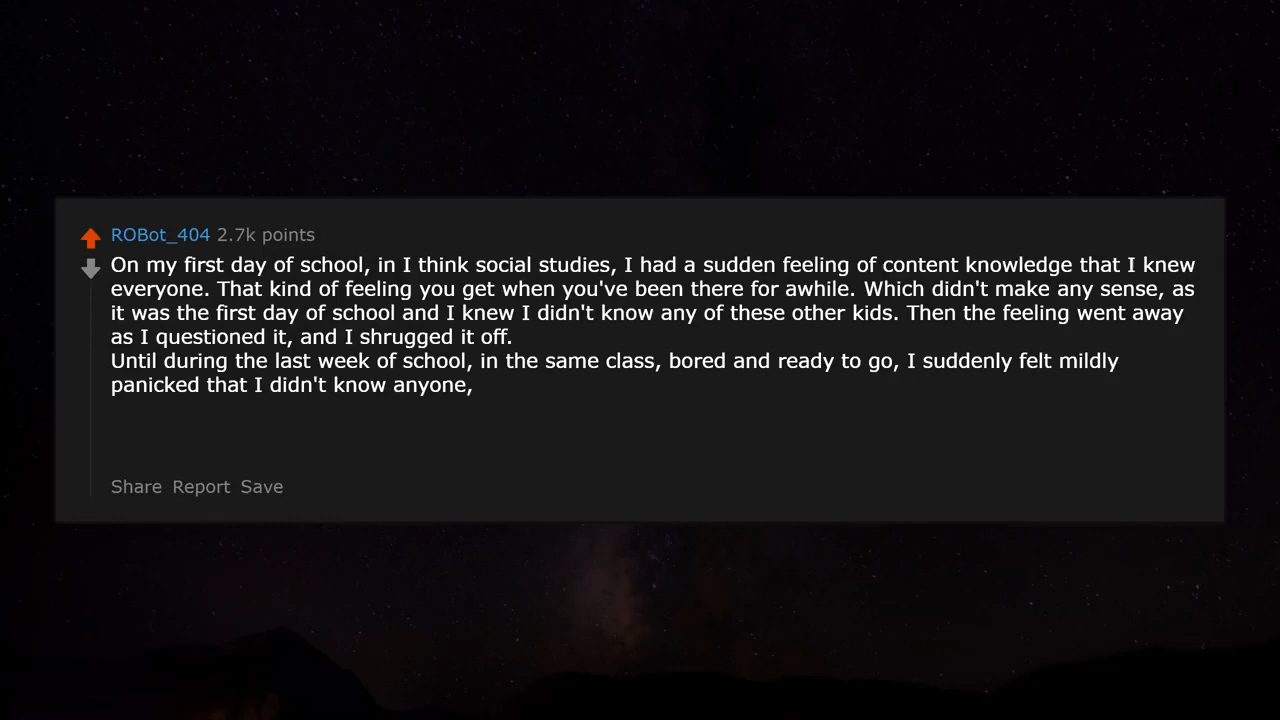 ROBot_404 2.7k points
On my first day of school, in I think social studies, I had a sudden feeling of content knowledge that I knew
everyone. That kind of feeling you get when you've been there for awhile. Which didn't make any sense, as
it was the first day of school and I knew I didn't know any of these other kids. Then the feeling went away
as I questioned it, and I shrugged it off.
Until during the last week of school, in the same class, bored and ready to go, I suddenly felt mildly
panicked that I didn't know anyone,
Share Report Save